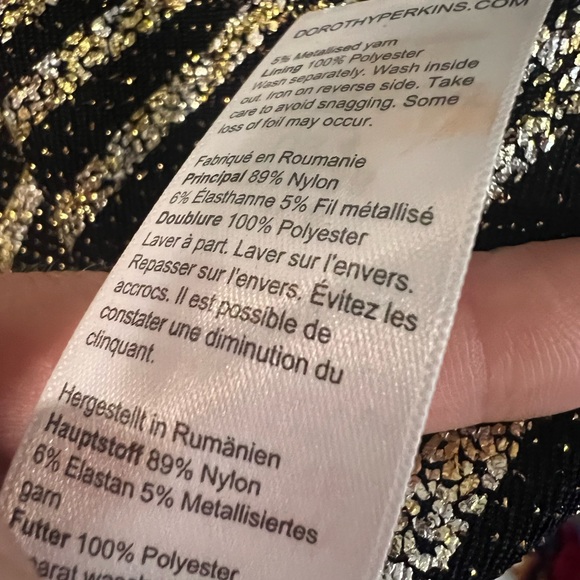 DOROTHYPERKINS.COM
5% Metallised yarn
Lining 100% Polyester
Wash separately. Wash inside
out. Iron on reverse side. Take
care to avoid snagging. Some
loss of foil may occur.
Fabriqué en Roumanie
Principal 89% Nylon
6% Élasthanne 5% Fil métallisé
Doublure 100% Polyester
Laver à part. Laver sur l'envers.
Repasser sur l'envers. Évitez les
accrocs. Il est possible de
constater une diminution du
clinquant.
Hergestellt in Rumänien
Hauptstoff 89% Nylon
6% Elastan 5% Metallisiertes
garn
Futter 100% Polyester